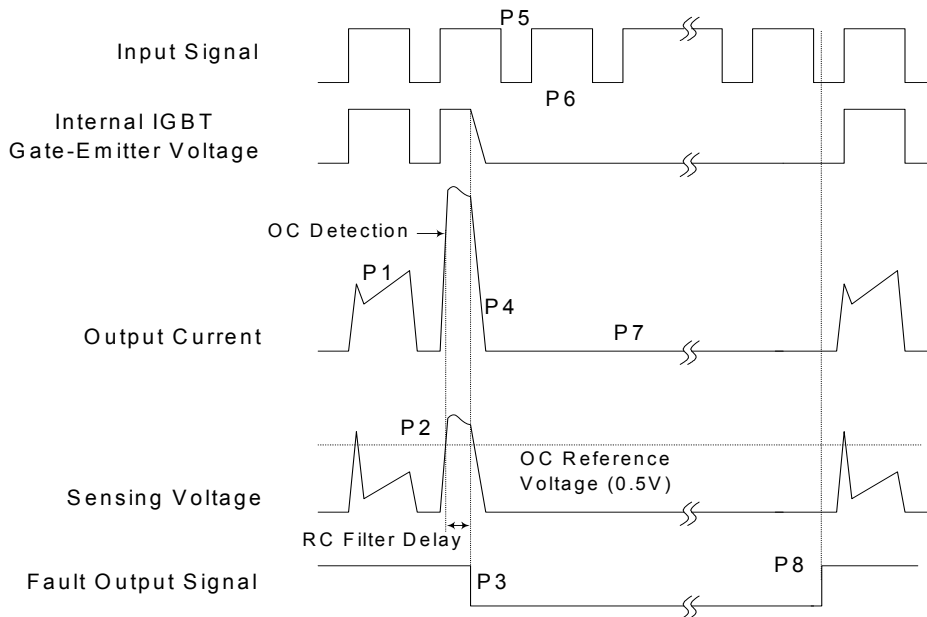 P5
Input Signal
P6
Internal IGBT
Gate-Emitter Voltage
OC Detection
P1
P4
Output Current
P7
P2
OC Reference
Voltage (0.5V)
Sensing Voltage
RC Filter Delay
Fault Output Signal
P3
P8